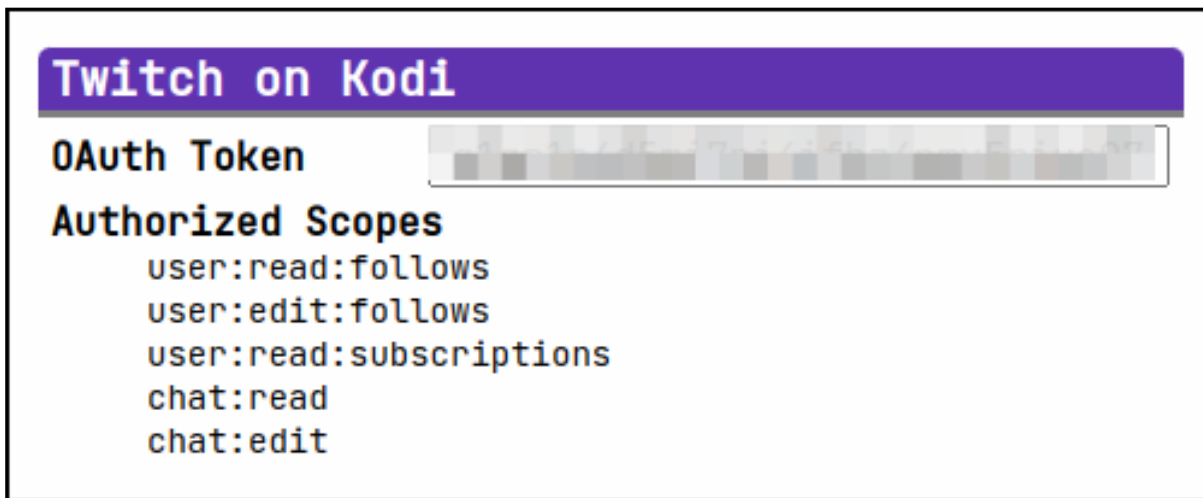 Twitch on Kodi
OAuth Token
Authorized Scopes
user:read:follows
user:edit:follows
user:read:subscriptions
chat:read
chat:edit